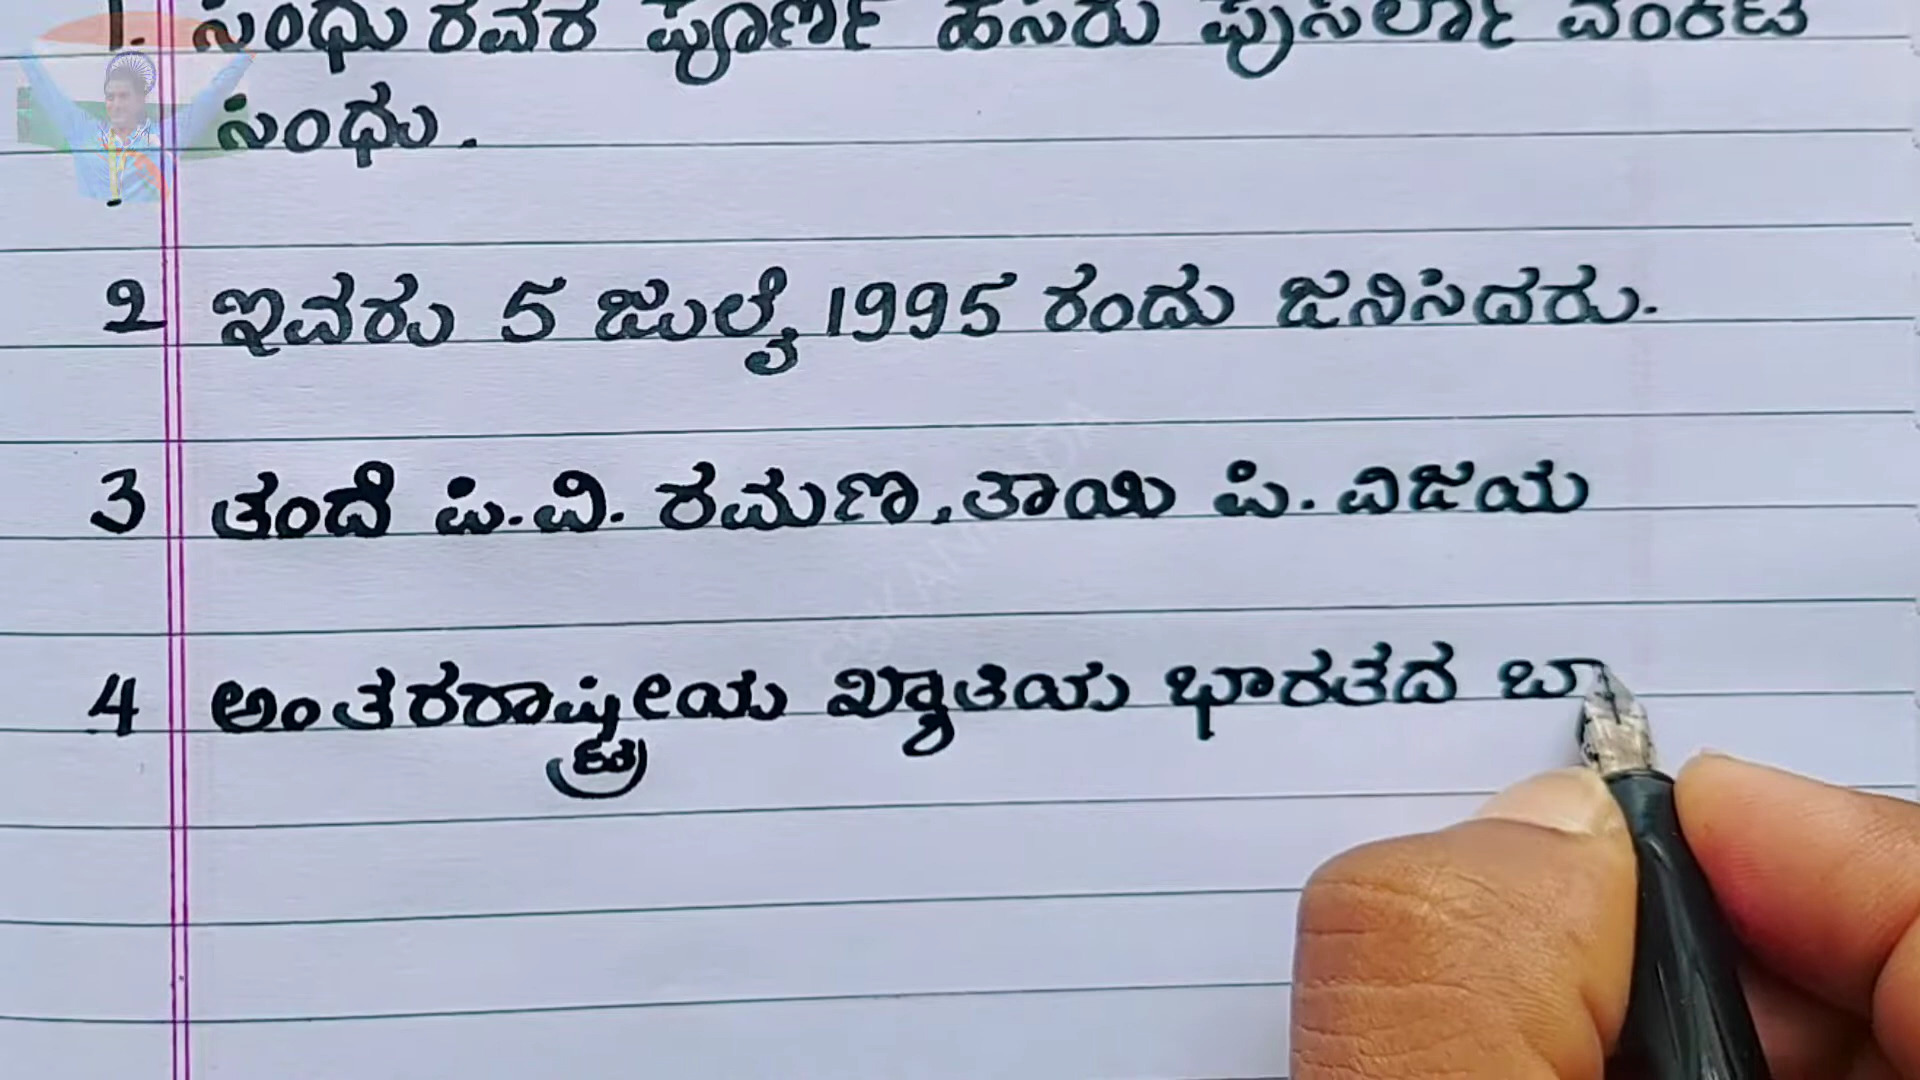 1. ಸಿಂಧು ರವರ ಪೂರ್ಣ ಹೆಸರು ಪುಸರ್ಲಾ ವೆಂಕಟ
ಸಿಂಧು.
2 ಇವರು 5 ಜುಲೈ 1995 ರಂದು ಜನಿಸಿದರು.
3 ತಂದೆ ಪಿ.ವಿ. ರಮಣ, ತಾಯಿ ಪಿ. ವಿಜಯ
4 ಅಂತರರಾಷ್ಟ್ರೀಯ ಖ್ಯಾತಿಯ ಭಾರತದ ಬಾ